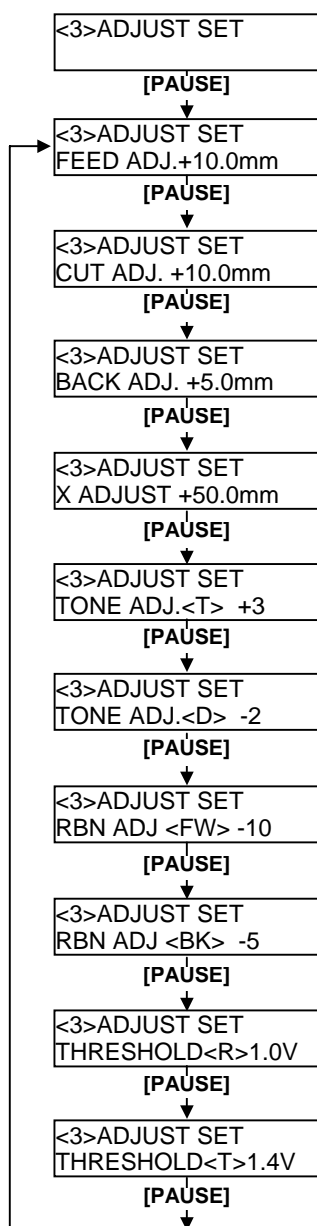 <3>ADJUST SET
[PAUSE]
<3>ADJUST SET
FEED ADJ.+10.0mm
[PAUSE]
<3>ADJUST SET
CUT ADJ. +10.0mm
[PAUSE]
<3>ADJUST SET
BACK ADJ. +5.0mm
[PAUSE]
<3>ADJUST SET
X ADJUST +50.0mm
[PAUSE]
<3>ADJUST SET
TONE ADJ.<T> +3
[PAUSE]
<3>ADJUST SET
TONE ADJ.<D> -2
[PAUSE]
<3>ADJUST SET
RBN ADJ <FW> -10
[PAUSE]
<3>ADJUST SET
RBN ADJ <BK> -5
[PAUSE]
<3>ADJUST SET
THRESHOLD<R>1.0V
[PAUSE]
<3>ADJUST SET
THRESHOLD<T>1.4V
[PAUSE]